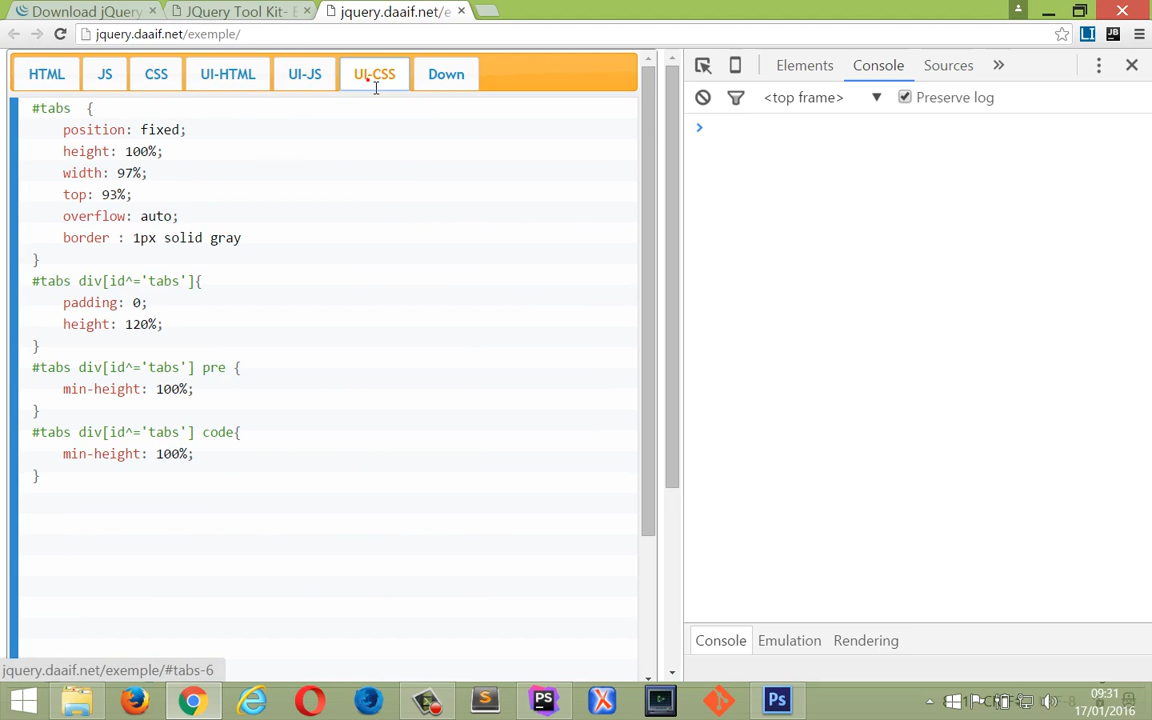 Download jQuery
JQuery Tool Kit- E
jquery.daaif.net/e
jquery.daaif.net/exemple/
HTML JS CSS UI-HTML UI-JS UI-CSS Down
#tabs {
position: fixed;
height: 100%;
width: 97%;
top: 93%;
overflow: auto;
border : 1px solid gray
}
#tabs div[id^='tabs']{
padding: 0;
height: 120%;
}
#tabs div[id^='tabs'] pre {
min-height: 100%;
}
#tabs div[id^='tabs'] code{
min-height: 100%;
}
jquery.daaif.net/exemple/#tabs-6
Elements Console Sources
<top frame> Preserve log
Console Emulation Rendering
09:31
17/01/2016